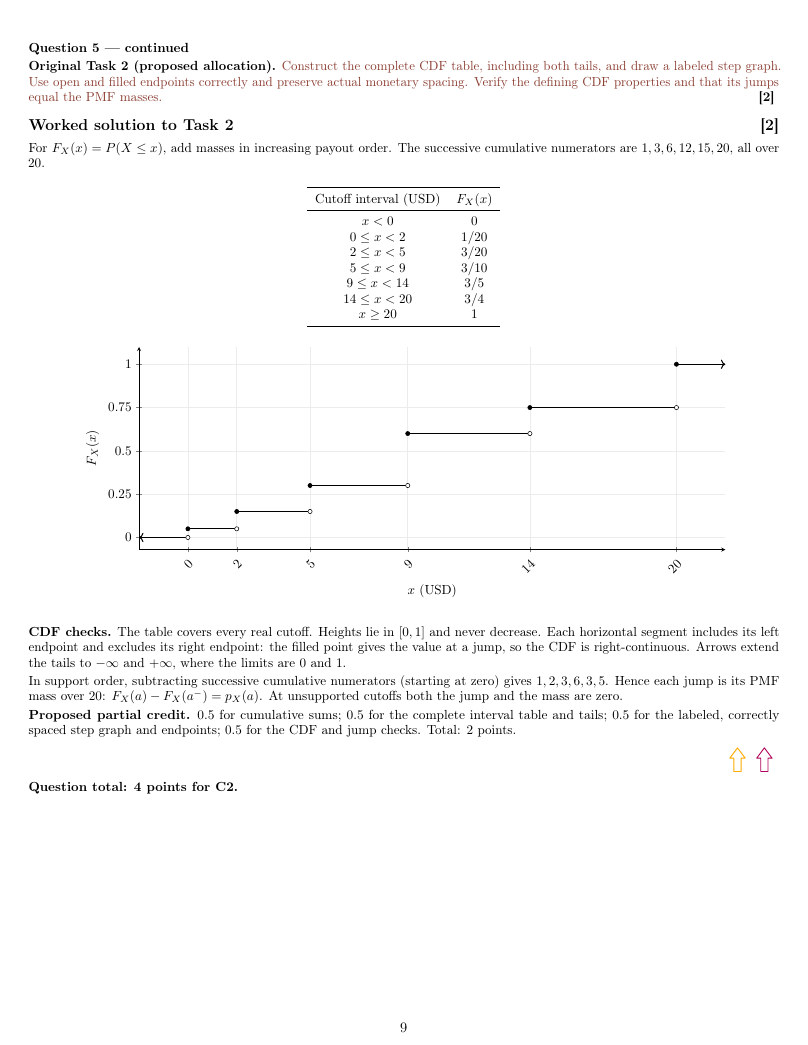 Question 5 — continued
Original Task 2 (proposed allocation). Construct the complete CDF table, including both tails, and draw a labeled step graph.
Use open and filled endpoints correctly and preserve actual monetary spacing. Verify the defining CDF properties and that its jumps
equal the PMF masses. [2]
Worked solution to Task 2 [2]
For F_X(x) = P(X ≤ x), add masses in increasing payout order. The successive cumulative numerators are 1, 3, 6, 12, 15, 20, all over
20.
Cutoff interval (USD) F_X(x)
x < 0 0
0 ≤ x < 2 1/20
2 ≤ x < 5 3/20
5 ≤ x < 9 3/10
9 ≤ x < 14 3/5
14 ≤ x < 20 3/4
x ≥ 20 1
1
0.75
0.5
0.25
0
F_X(x)
0 2 5 9 14 20
x (USD)
CDF checks. The table covers every real cutoff. Heights lie in [0, 1] and never decrease. Each horizontal segment includes its left
endpoint and excludes its right endpoint: the filled point gives the value at a jump, so the CDF is right-continuous. Arrows extend
the tails to −∞ and +∞, where the limits are 0 and 1.
In support order, subtracting successive cumulative numerators (starting at zero) gives 1, 2, 3, 6, 3, 5. Hence each jump is its PMF
mass over 20: F_X(a) − F_X(a⁻) = p_X(a). At unsupported cutoffs both the jump and the mass are zero.
Proposed partial credit. 0.5 for cumulative sums; 0.5 for the complete interval table and tails; 0.5 for the labeled, correctly
spaced step graph and endpoints; 0.5 for the CDF and jump checks. Total: 2 points.
Question total: 4 points for C2.
9